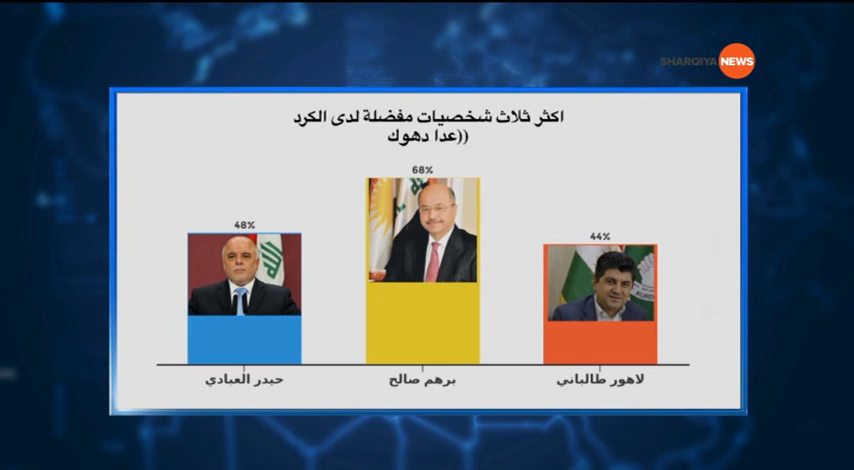 SHARQIYA NEWS
اكثر ثلاث شخصيات مفضلة لدى الكرد
((عدا دهوك
48%
68%
44%
KURD
حيدر العبادي
برهم صالح
لاهور طالباني